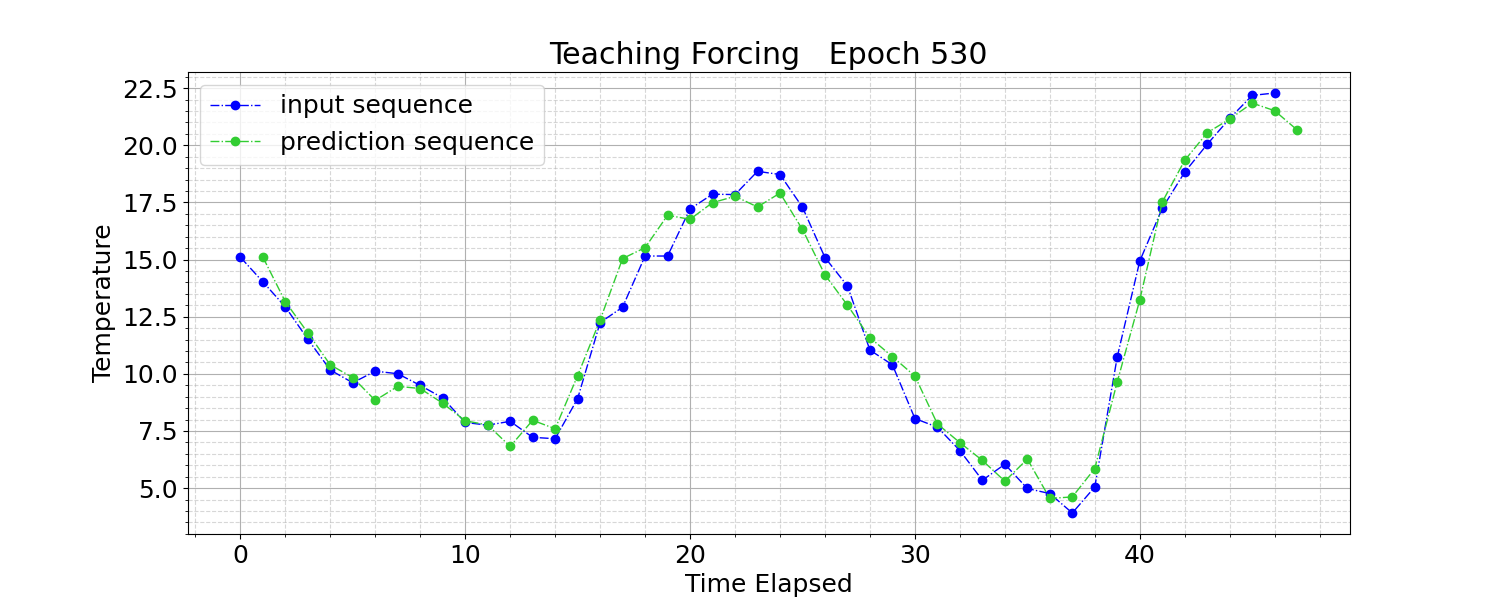 Teaching Forcing   Epoch 530
input sequence
prediction sequence
Temperature
22.5
20.0
17.5
15.0
12.5
10.0
7.5
5.0
0 10 20 30 40
Time Elapsed